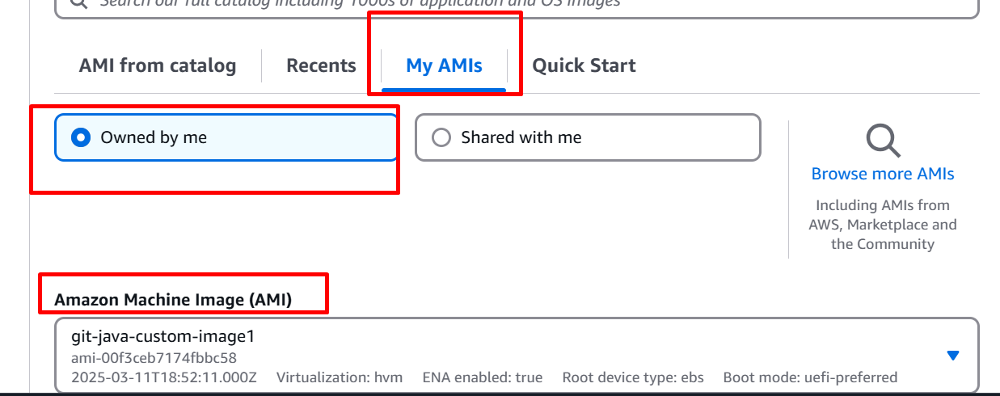 Search our full catalog including 1000s of application and OS images
AMI from catalog
Recents
My AMIs
Quick Start
Owned by me
Shared with me
Browse more AMIs
Including AMIs from
AWS, Marketplace and
the Community
Amazon Machine Image (AMI)
git-java-custom-image1
ami-00f3ceb7174fbbc58
2025-03-11T18:52:11.000Z Virtualization: hvm ENA enabled: true Root device type: ebs Boot mode: uefi-preferred